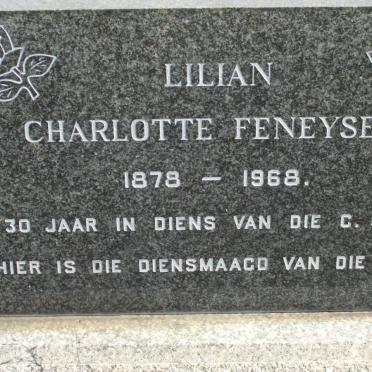 LILIAN
CHARLOTTE FENEYSE
1878 – 1968.
30 JAAR IN DIENS VAN DIE C.
HIER IS DIE DIENSMAAGD VAN DIE